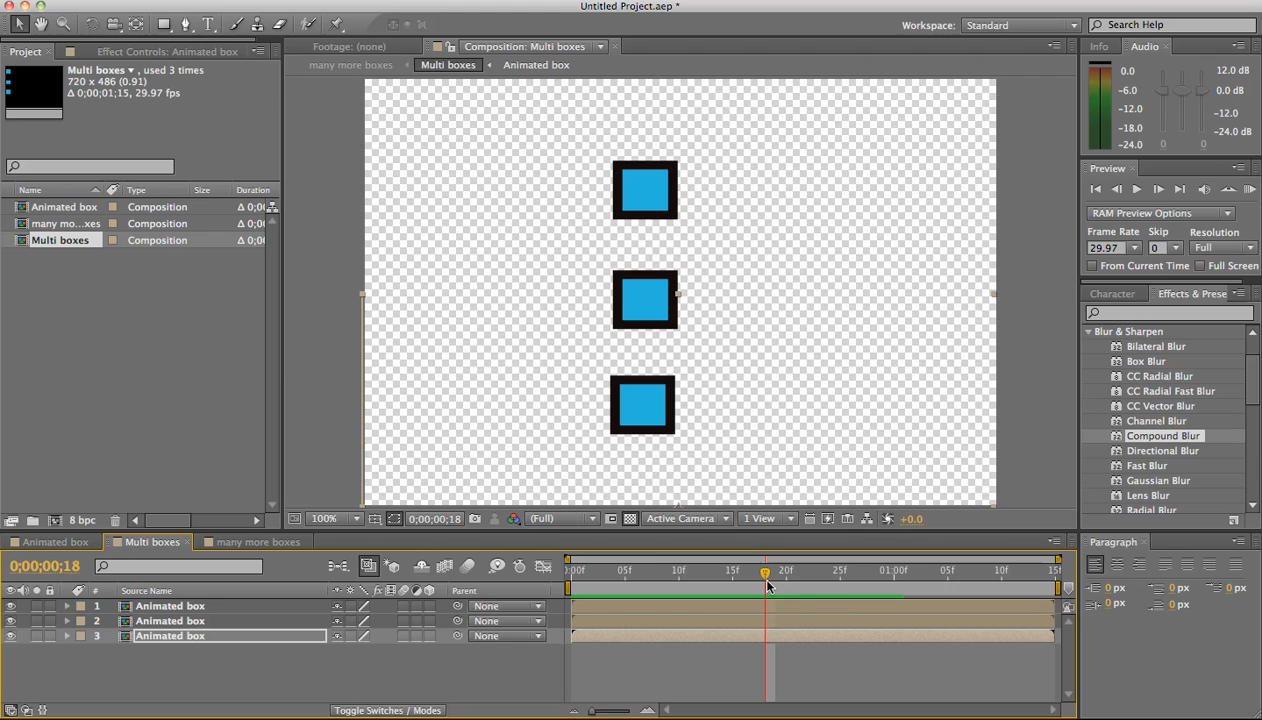 Untitled Project.aep *
Workspace: Standard
Search Help
Project
Effect Controls: Animated box
Multi boxes , used 3 times
720 x 486 (0.91)
Δ 0;00;01;15, 29.97 fps
Name Type Size Duration
Animated box Composition Δ 0;00
many mo...xes Composition Δ 0;00
Multi boxes Composition Δ 0;00
8 bpc
Footage: (none)
Composition: Multi boxes
many more boxes Multi boxes Animated box
100% 0;00;00;18 (Full) Active Camera 1 View +0.0
Info Audio
0.0 12.0 dB
-6.0 0.0 dB
-12.0 -12.0
-18.0 -24.0 dB
-24.0 0 0
Preview
RAM Preview Options
Frame Rate Skip Resolution
29.97 0 Full
From Current Time Full Screen
Character Effects & Prese
Blur & Sharpen
Bilateral Blur
Box Blur
CC Radial Blur
CC Radial Fast Blur
CC Vector Blur
Channel Blur
Compound Blur
Directional Blur
Fast Blur
Gaussian Blur
Lens Blur
Radial Blur
Animated box Multi boxes many more boxes
0;00;00;18
:00f 05f 10f 15f 20f 25f 01:00f 05f 10f 15f
# Source Name Parent
1 Animated box None
2 Animated box None
3 Animated box None
Toggle Switches / Modes
Paragraph
0 px 0 px 0 px
0 px 0 px